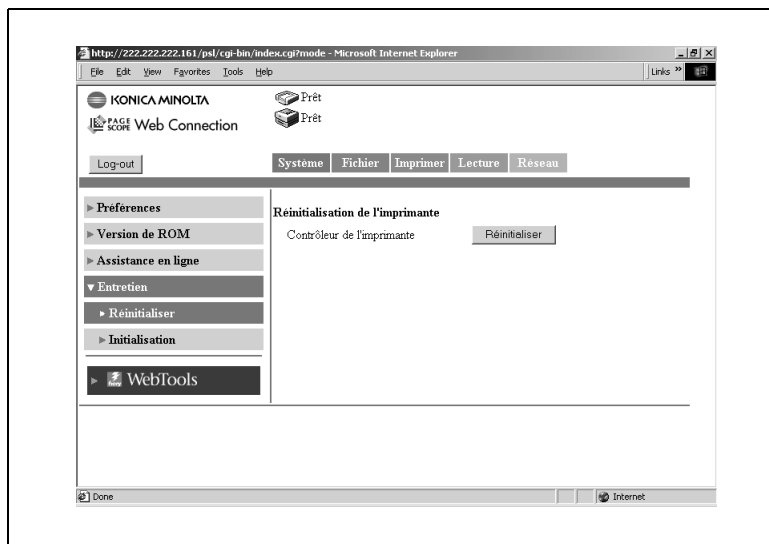 http://222.222.222.161/psl/cgi-bin/index.cgi?mode - Microsoft Internet Explorer
File Edit View Favorites Tools Help Links »
KONICA MINOLTA
Prêt
PAGE SCOPE Web Connection
Prêt
Log-out
Système Fichier Imprimer Lecture Réseau
Préférences
Version de ROM
Assistance en ligne
Entretien
Réinitialiser
Initialisation
WebTools
Réinitialisation de l'imprimante
Contrôleur de l'imprimante Réinitialiser
Done Internet